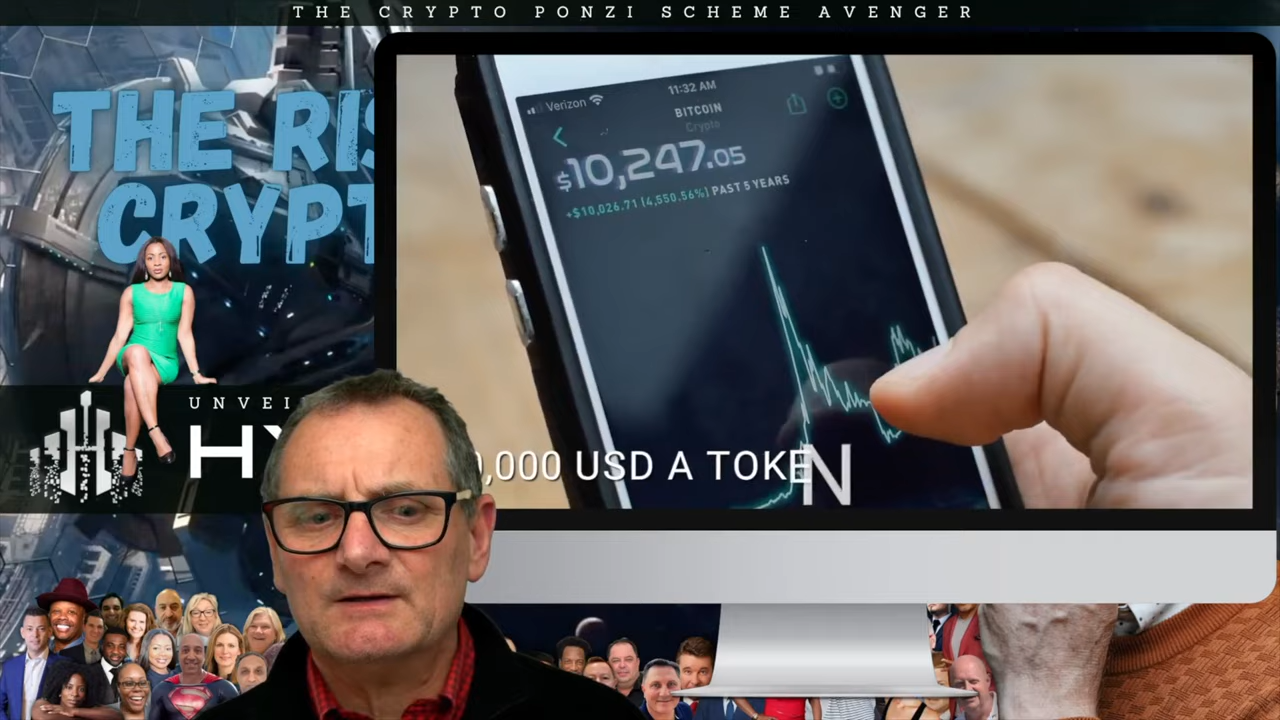 THE CRYPTO PONZI SCHEME AVENGER
THE RIS
CRYPT
Verizon
11:32 AM
BITCOIN
Crypto
$10,247.05
+$10,026.71 (4,550.56%) PAST 5 YEARS
UNVEI
HY
0,000 USD A TOKEN